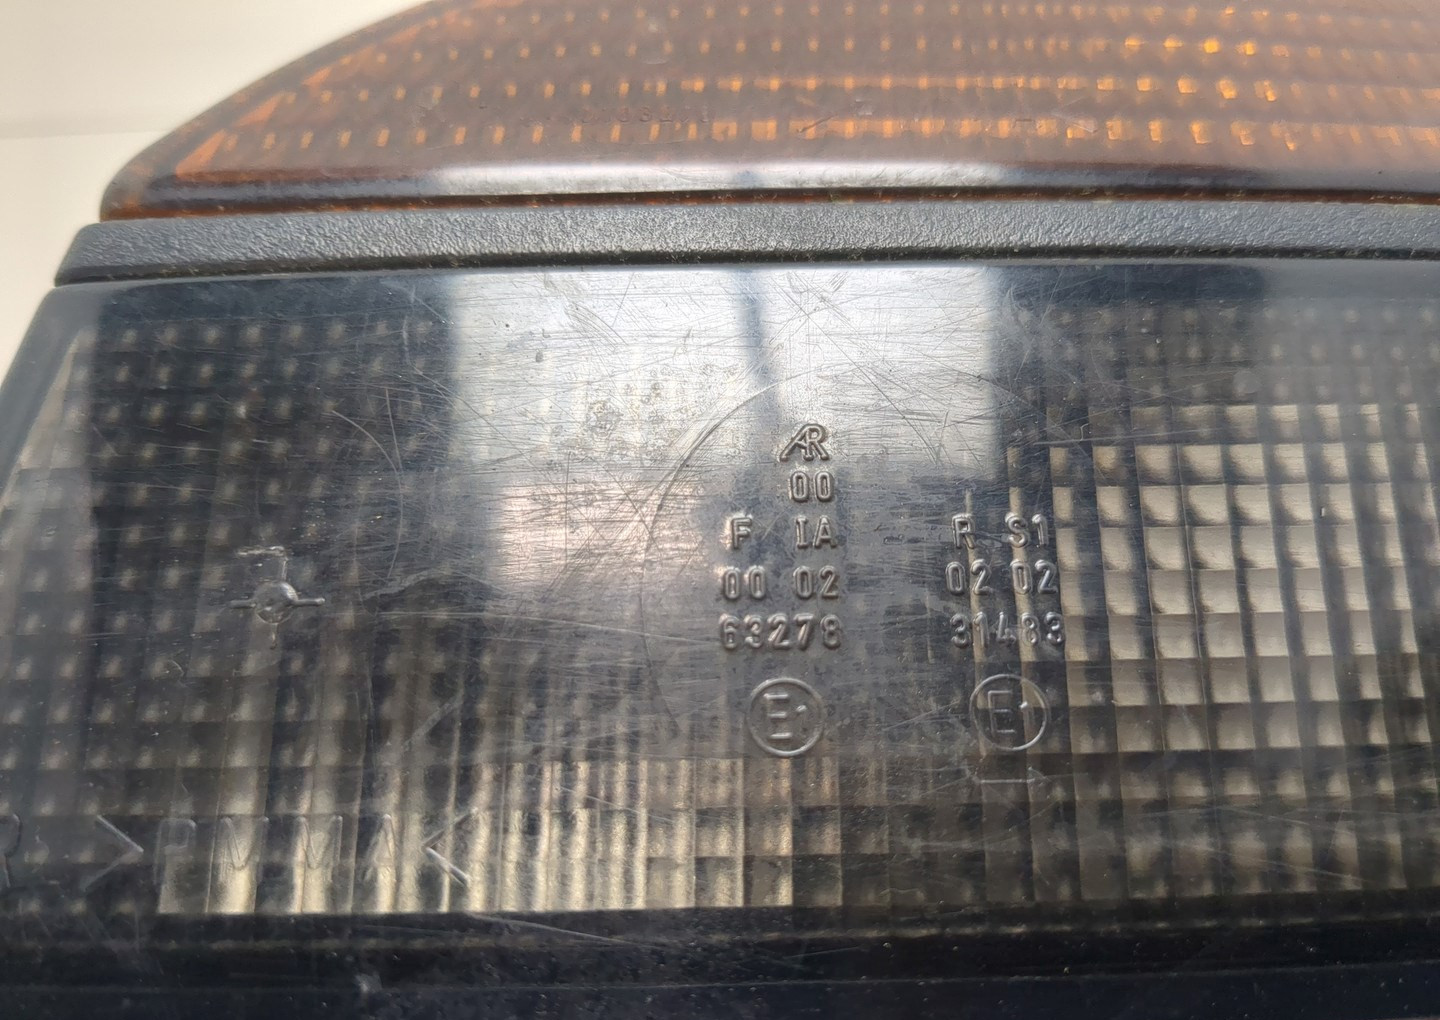 AR
00
F IA
00 02
63278
E1
R S1
02 02
31483
E1
>PMMA<